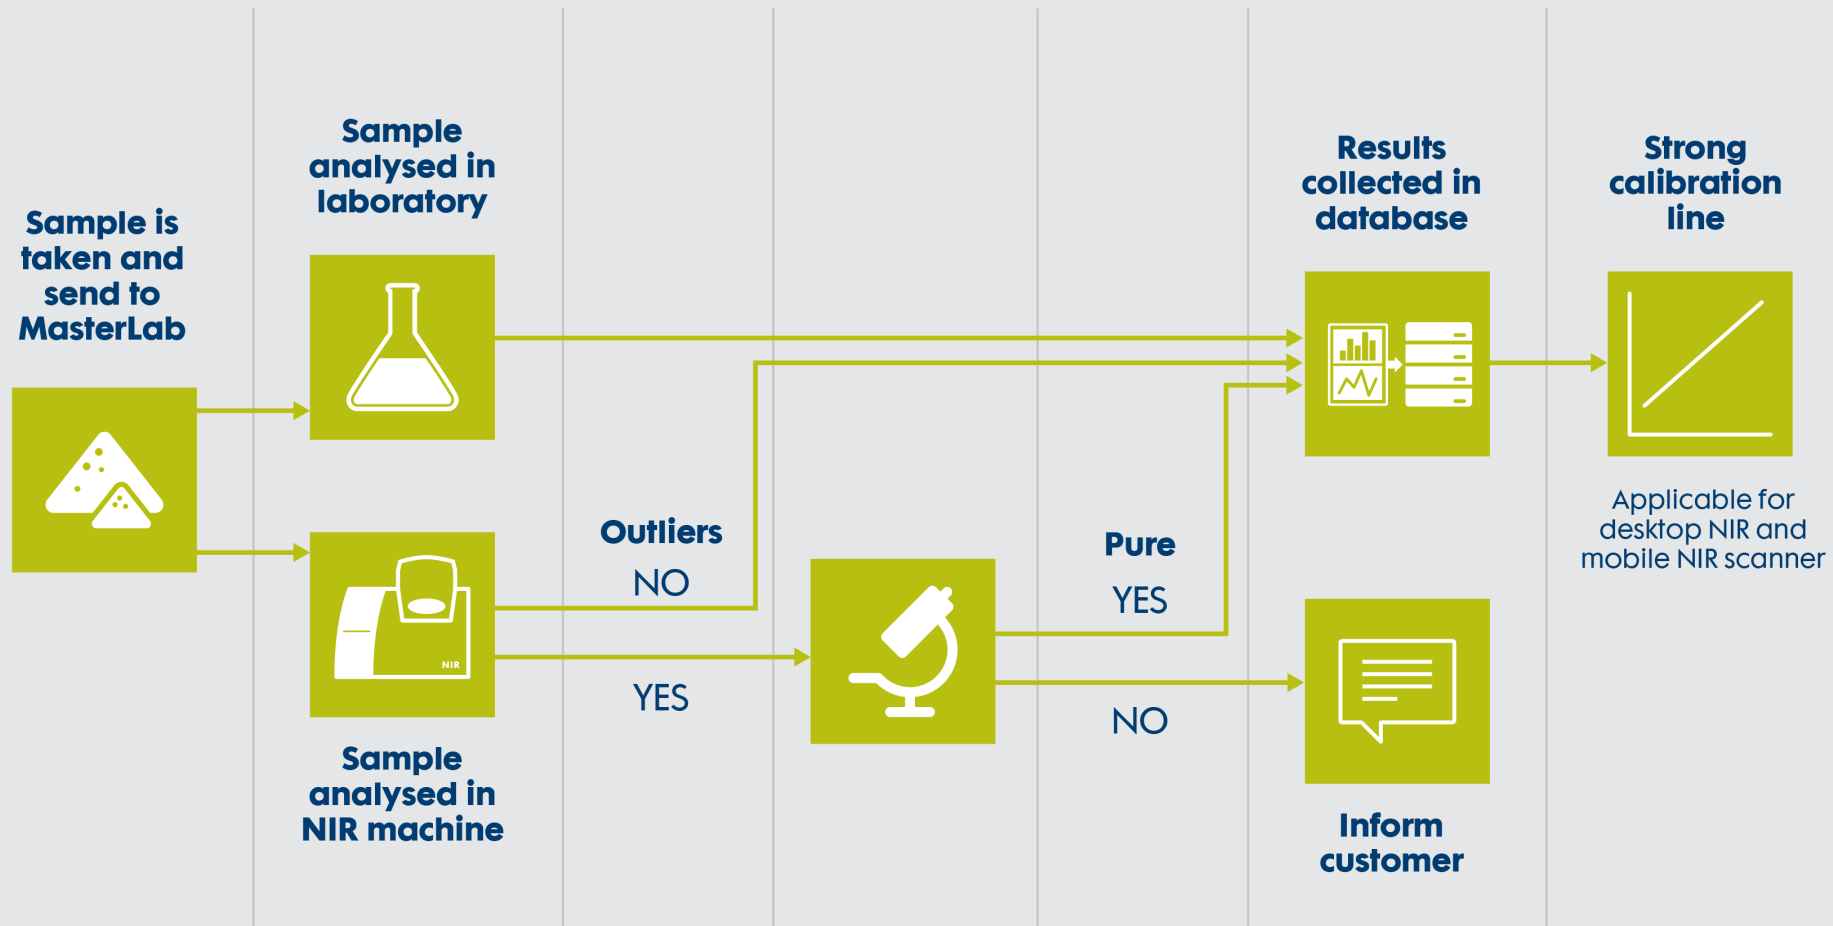 Sample is
taken and
send to
MasterLab
Sample
analysed in
laboratory
NIR
Sample
analysed in
NIR machine
Outliers
NO
YES
Pure
YES
NO
Results
collected in
database
Inform
customer
Strong
calibration
line
Applicable for
desktop NIR and
mobile NIR scanner